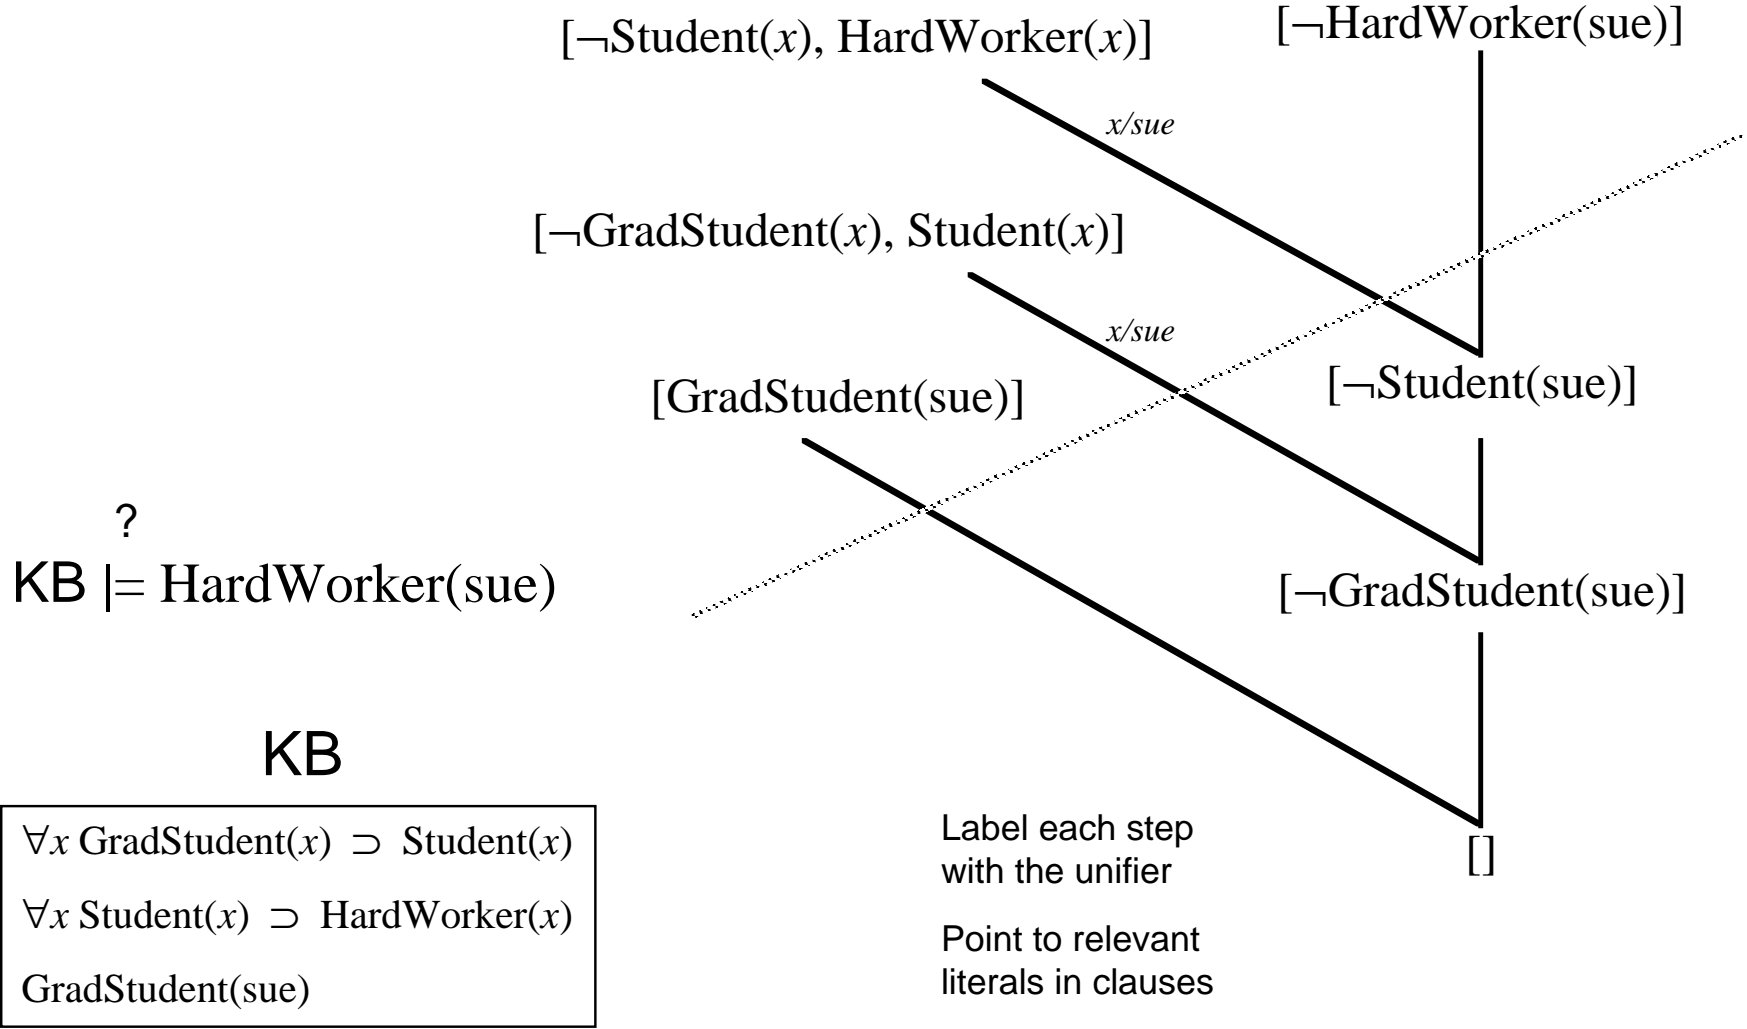 [¬Student(x), HardWorker(x)]
[¬HardWorker(sue)]
x/sue
[¬GradStudent(x), Student(x)]
x/sue
[GradStudent(sue)]
[¬Student(sue)]
?
KB |= HardWorker(sue)
[¬GradStudent(sue)]
KB
∀x GradStudent(x) ⊃ Student(x)
∀x Student(x) ⊃ HardWorker(x)
GradStudent(sue)
Label each step
with the unifier
Point to relevant
literals in clauses
[]